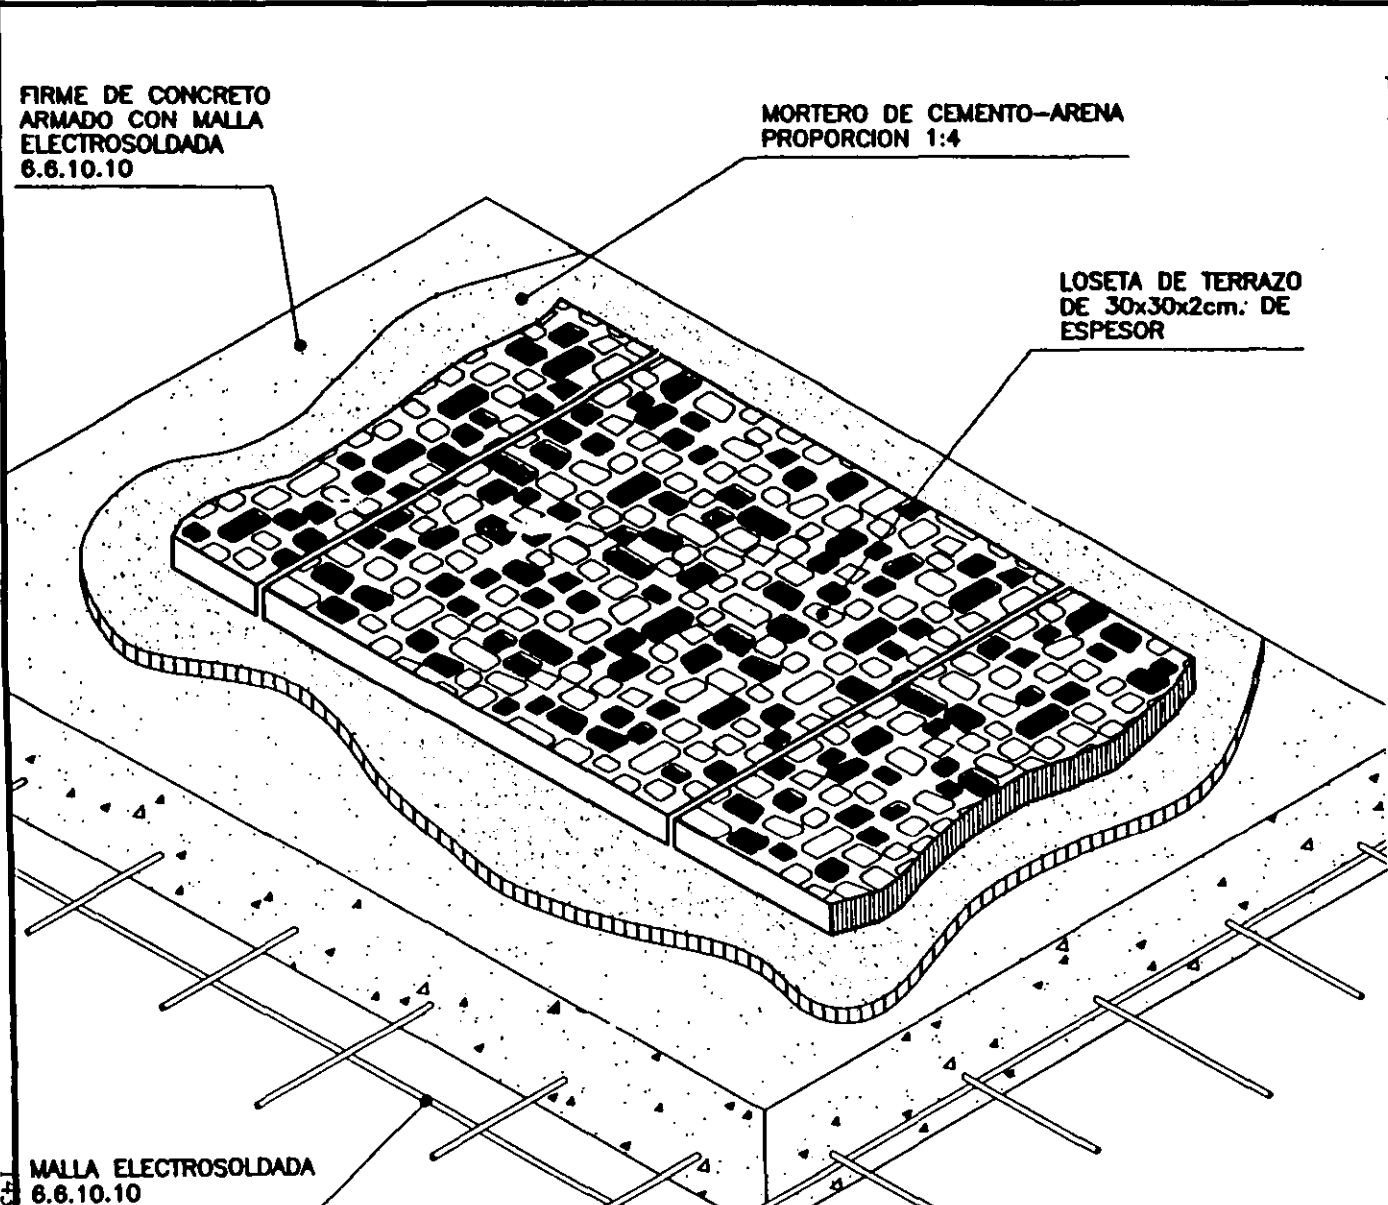 FIRME DE CONCRETO
ARMADO CON MALLA
ELECTROSOLDADA
6.6.10.10
MORTERO DE CEMENTO-ARENA
PROPORCION 1:4
LOSETA DE TERRAZO
DE 30x30x2cm. DE
ESPESOR
MALLA ELECTROSOLDADA
6.6.10.10